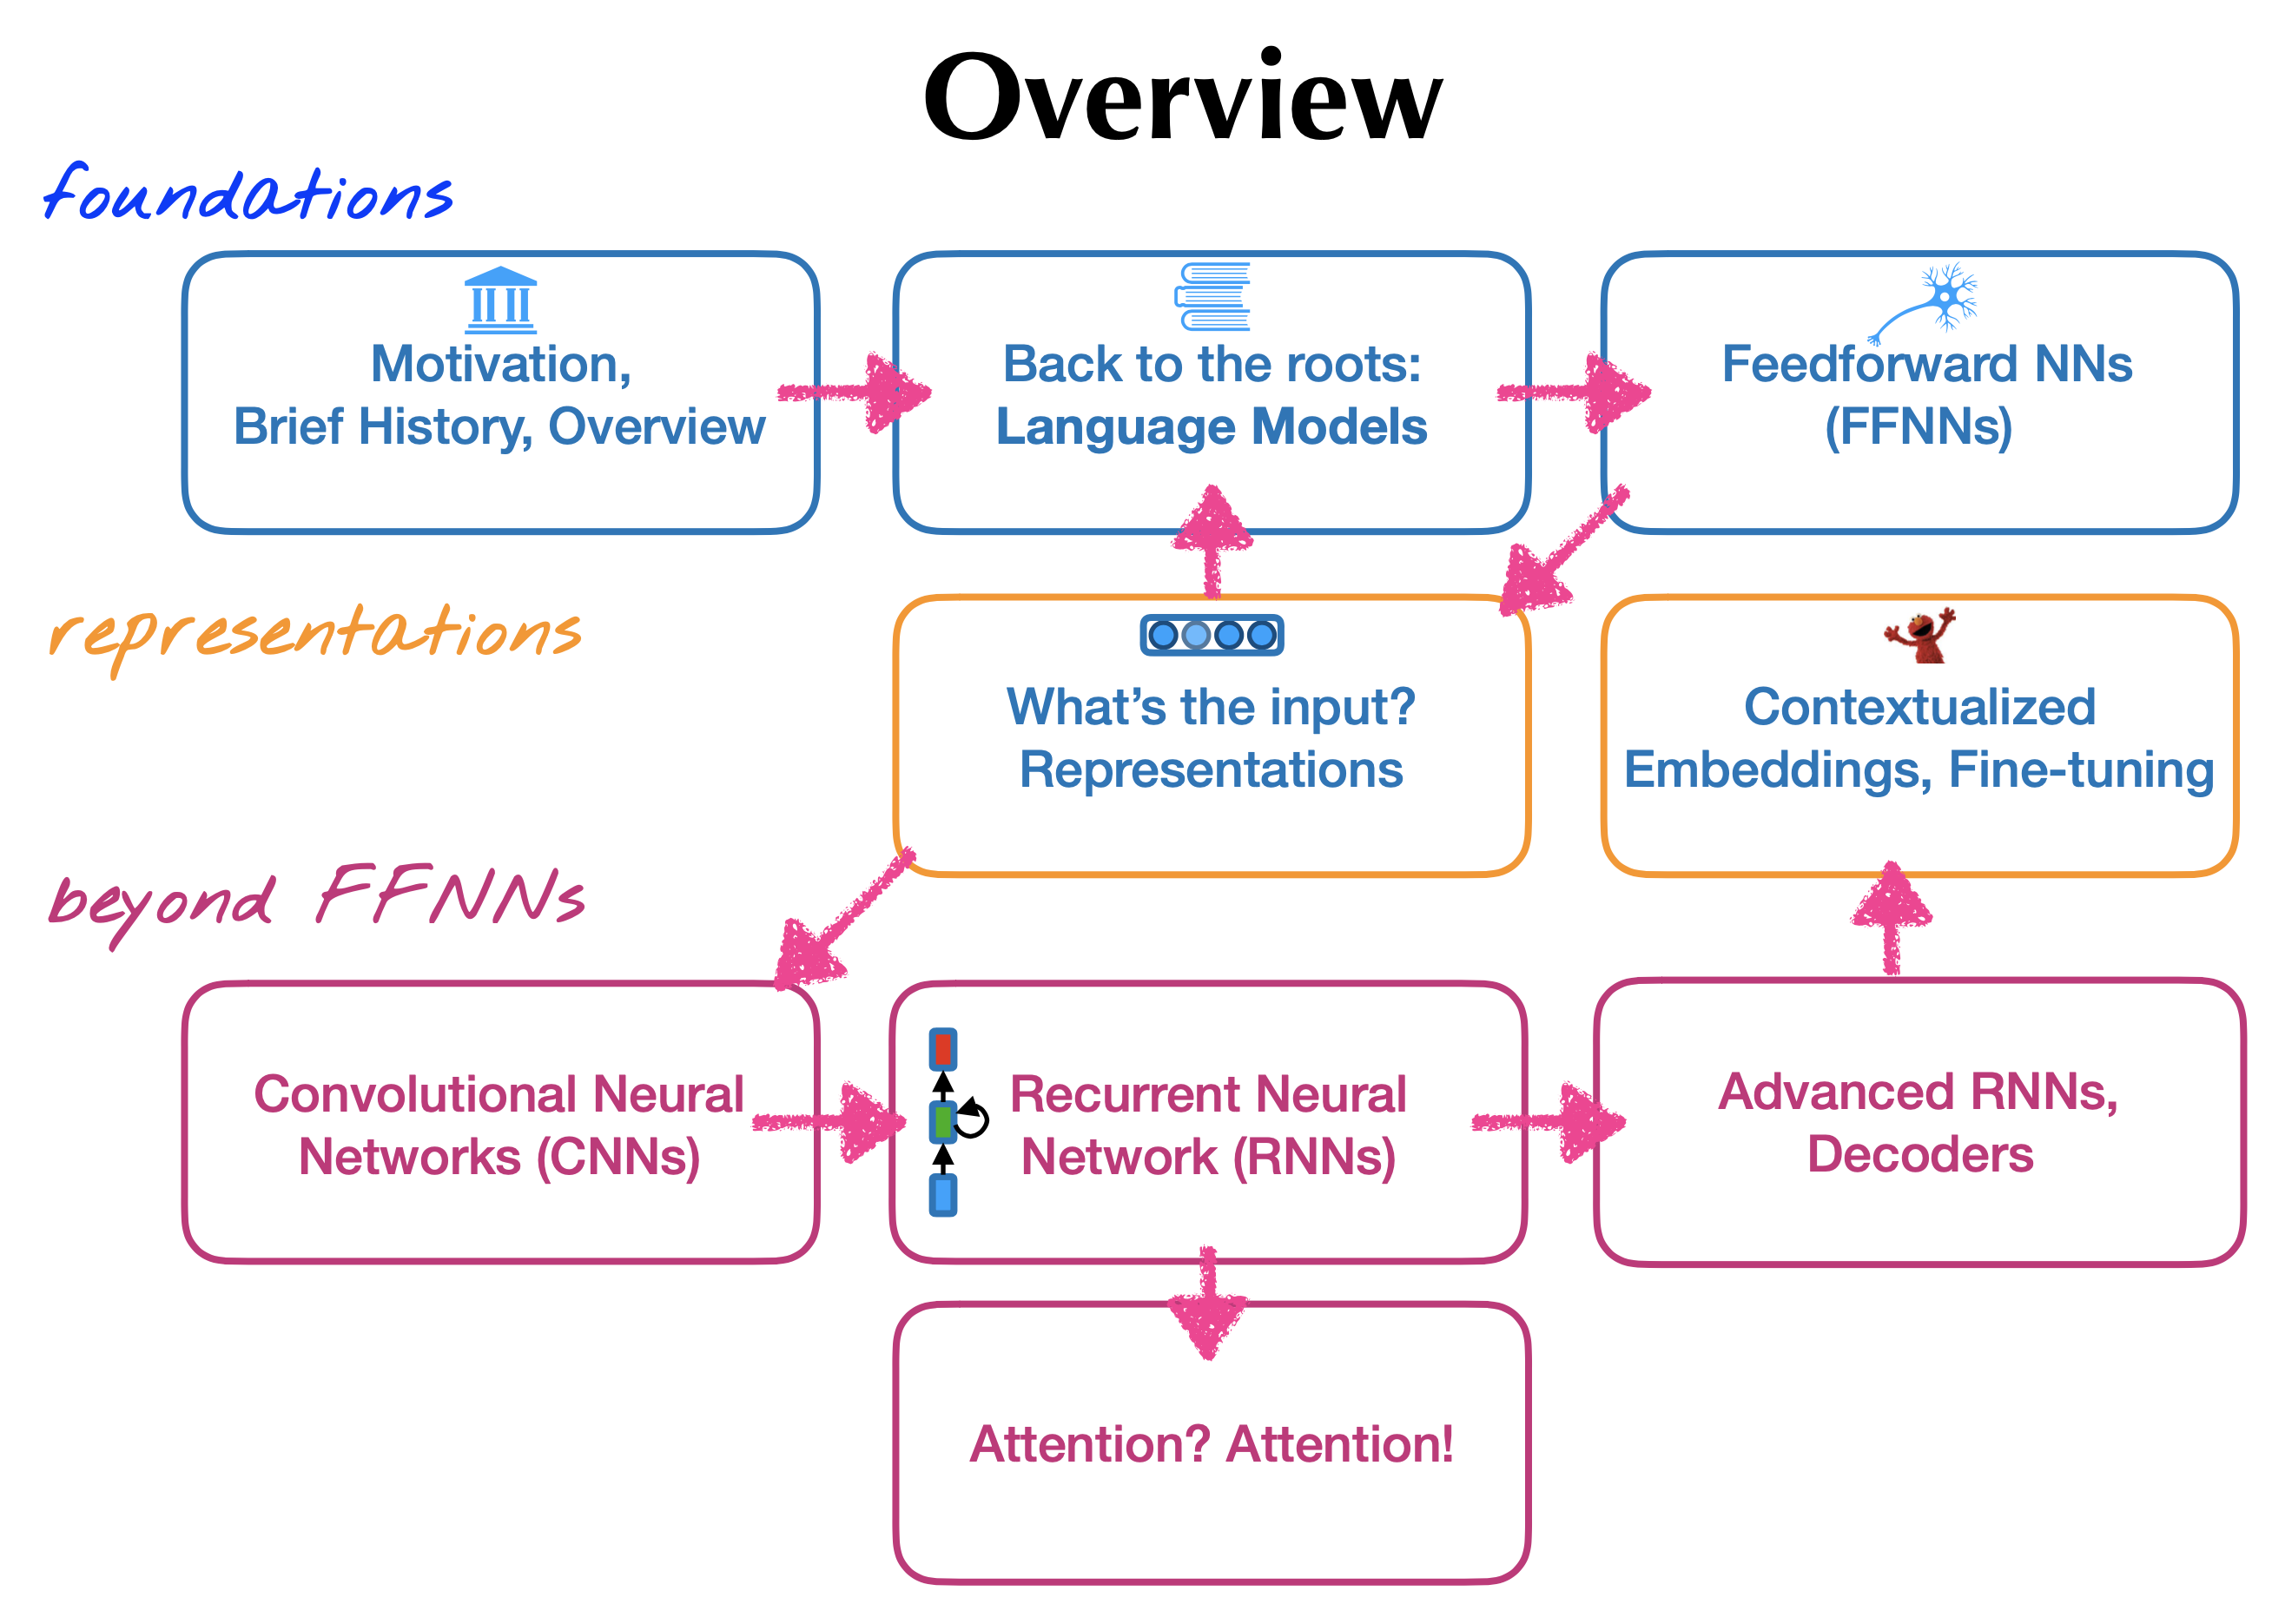 Overview
foundations
Motivation,
Brief History, Overview
Back to the roots:
Language Models
Feedforward NNs
(FFNNs)
representations
What's the input?
Representations
Contextualized
Embeddings, Fine-tuning
beyond FFNNs
Convolutional Neural
Networks (CNNs)
Recurrent Neural
Network (RNNs)
Advanced RNNs,
Decoders
Attention? Attention!